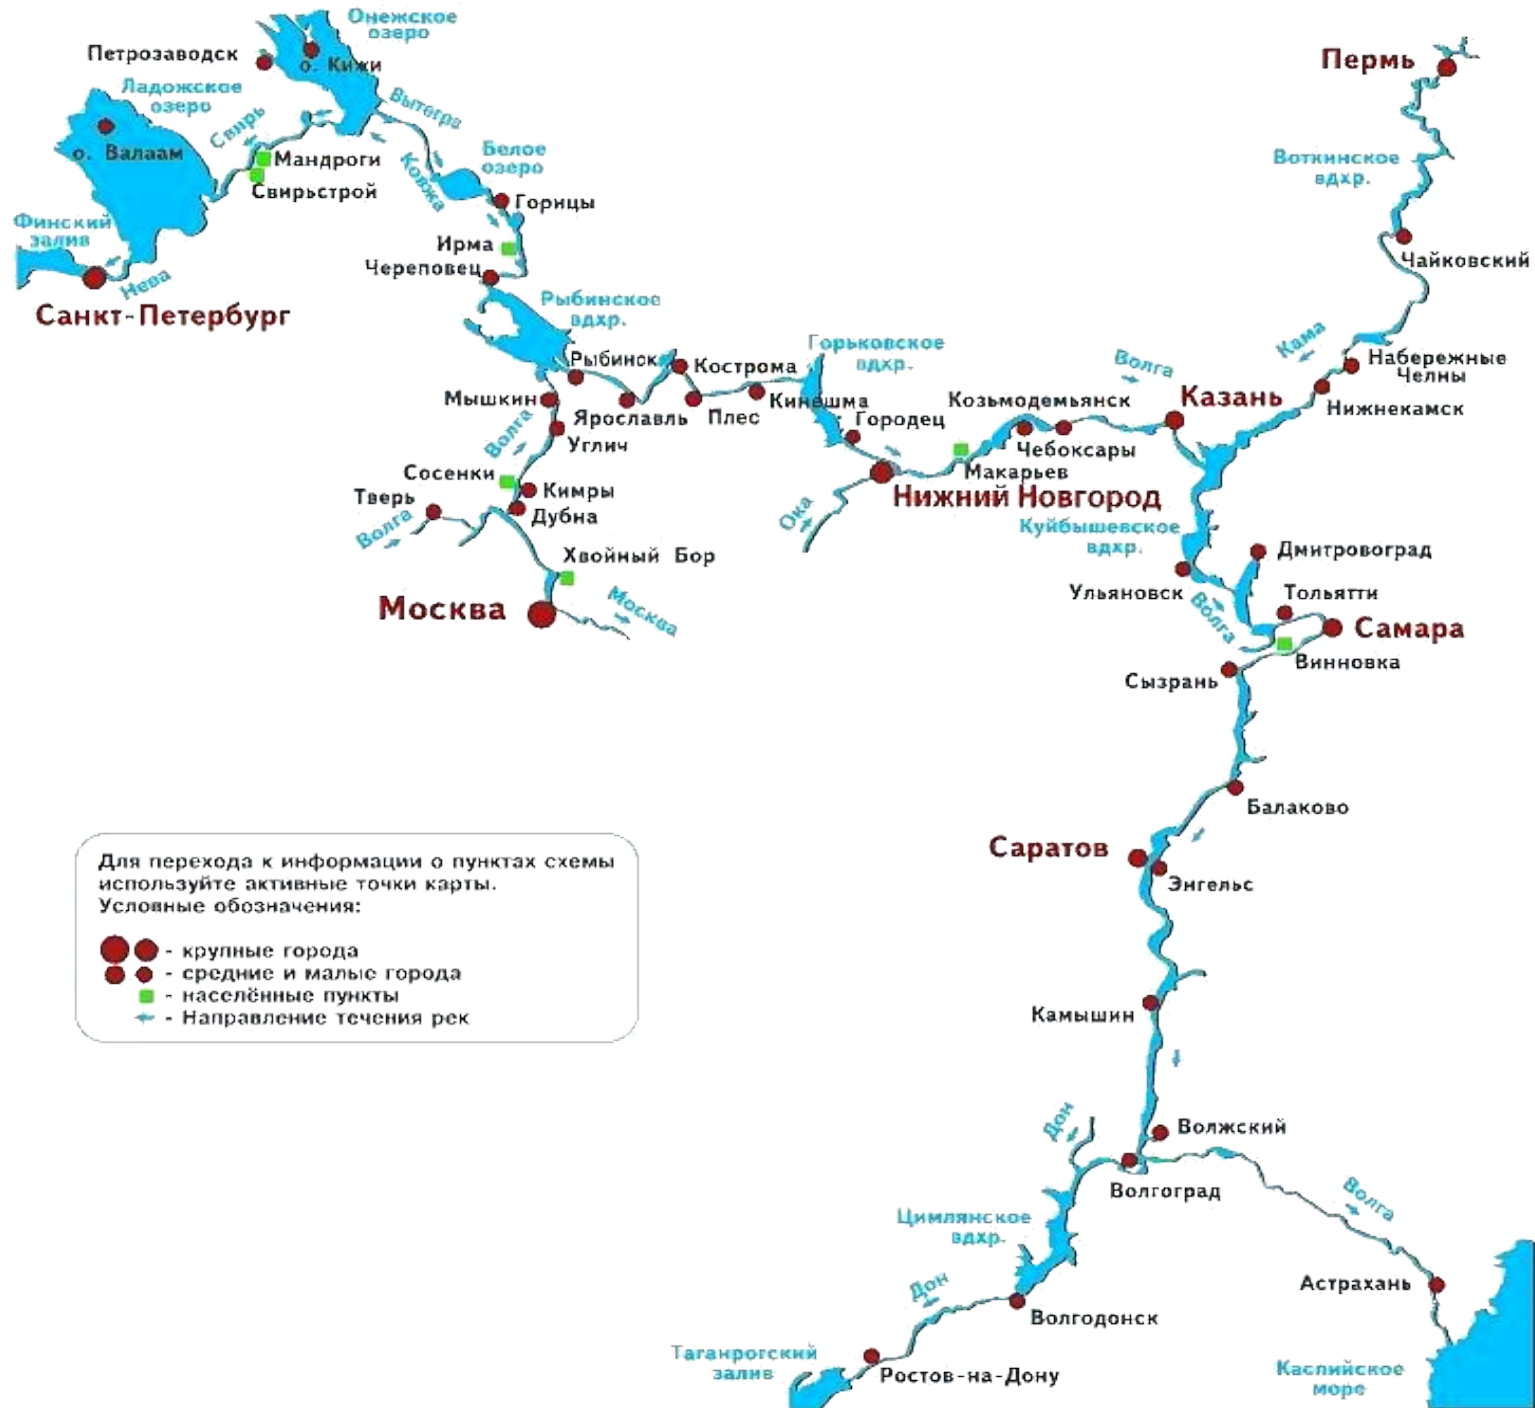 Онежское
озеро
Петрозаводск
о. Кижи
Ладожское
озеро
Вытегра
Свирь
о. Валаам
Мандроги
Свирьстрой
Ковжа
Белое
озеро
Горицы
Финский
залив
Нева
Санкт-Петербург
Ирма
Череповец
Рыбинское
вдхр.
Рыбинск
Кострома
Горьковское
вдхр.
Мышкин
Ярославль
Плес
Кинешма
Волга
Углич
Городец
Сосенки
Кимры
Тверь
Дубна
Волга
Хвойный Бор
Москва
Москва
Ока
Нижний Новгород
Макарьев
Козьмодемьянск
Чебоксары
Волга
Казань
Пермь
Воткинское
вдхр.
Чайковский
Кама
Набережные
Челны
Нижнекамск
Куйбышевское
вдхр.
Дмитровоград
Ульяновск
Тольятти
Волга
Самара
Винновка
Сызрань
Балаково
Саратов
Энгельс
Камышин
Волжский
Дон
Волгоград
Волга
Цимлянское
вдхр.
Дон
Волгодонск
Астрахань
Таганрогский
залив
Ростов-на-Дону
Каспийское
море
Для перехода к информации о пунктах схемы
используйте активные точки карты.
Условные обозначения:
- крупные города
- средние и малые города
- населённые пункты
- Направление течения рек